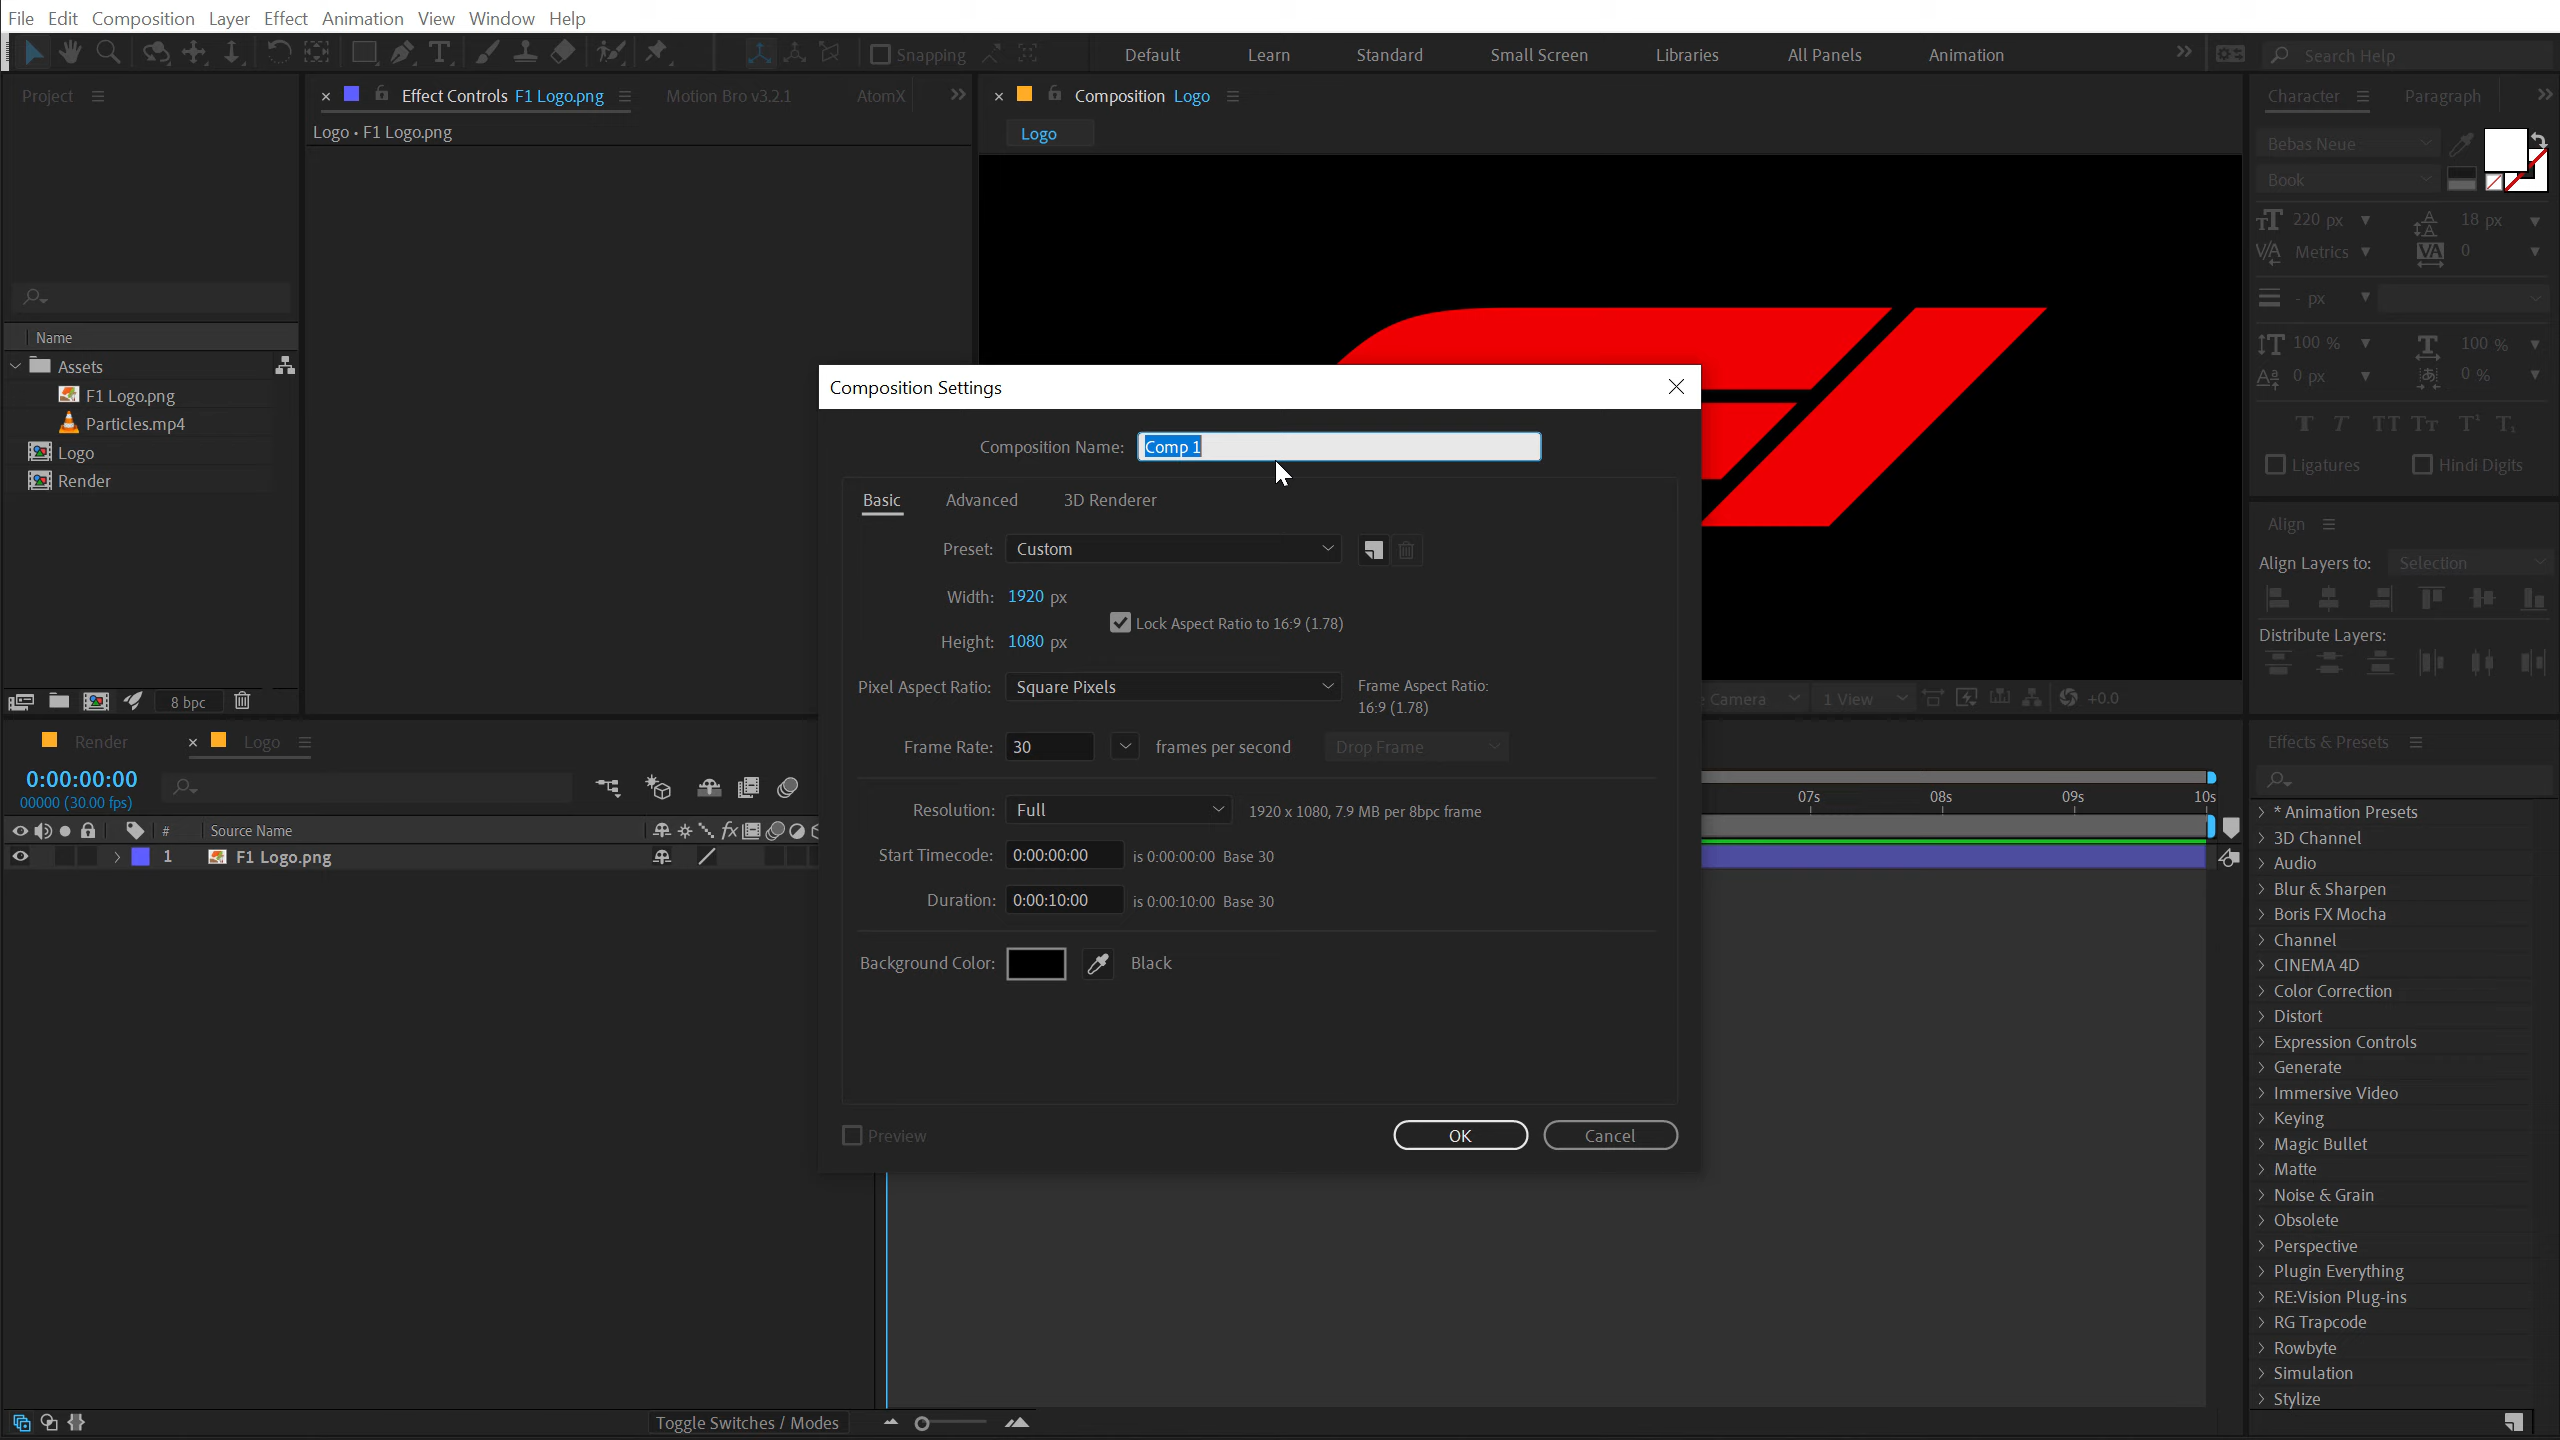 File Edit Composition Layer Effect Animation View Window Help
Snapping
Default Learn Standard Small Screen Libraries All Panels Animation
Search Help
Project
Effect Controls F1 Logo.png
Motion Bro v3.2.1
AtomX
Composition Logo
Character
Paragraph
Logo • F1 Logo.png
Logo
Bebas Neue
Book
220 px
18 px
Metrics
0
- px
100 %
100 %
0 px
0 %
Ligatures
Hindi Digits
Name
Assets
F1 Logo.png
Particles.mp4
Logo
Render
8 bpc
Composition Settings
Composition Name: Comp 1
Basic Advanced 3D Renderer
Preset: Custom
Width: 1920 px
Lock Aspect Ratio to 16:9 (1.78)
Height: 1080 px
Pixel Aspect Ratio: Square Pixels
Frame Aspect Ratio:
16:9 (1.78)
Frame Rate: 30 frames per second Drop Frame
Resolution: Full 1920 x 1080, 7.9 MB per 8bpc frame
Start Timecode: 0:00:00:00 is 0:00:00:00 Base 30
Duration: 0:00:10:00 is 0:00:10:00 Base 30
Background Color: Black
Preview
OK
Cancel
Align
Align Layers to: Selection
Distribute Layers:
Camera
1 View
+0.0
Render
Logo
0:00:00:00
00000 (30.00 fps)
# Source Name
1 F1 Logo.png
07s 08s 09s 10s
Toggle Switches / Modes
Effects & Presets
* Animation Presets
3D Channel
Audio
Blur & Sharpen
Boris FX Mocha
Channel
CINEMA 4D
Color Correction
Distort
Expression Controls
Generate
Immersive Video
Keying
Magic Bullet
Matte
Noise & Grain
Obsolete
Perspective
Plugin Everything
RE:Vision Plug-ins
RG Trapcode
Rowbyte
Simulation
Stylize